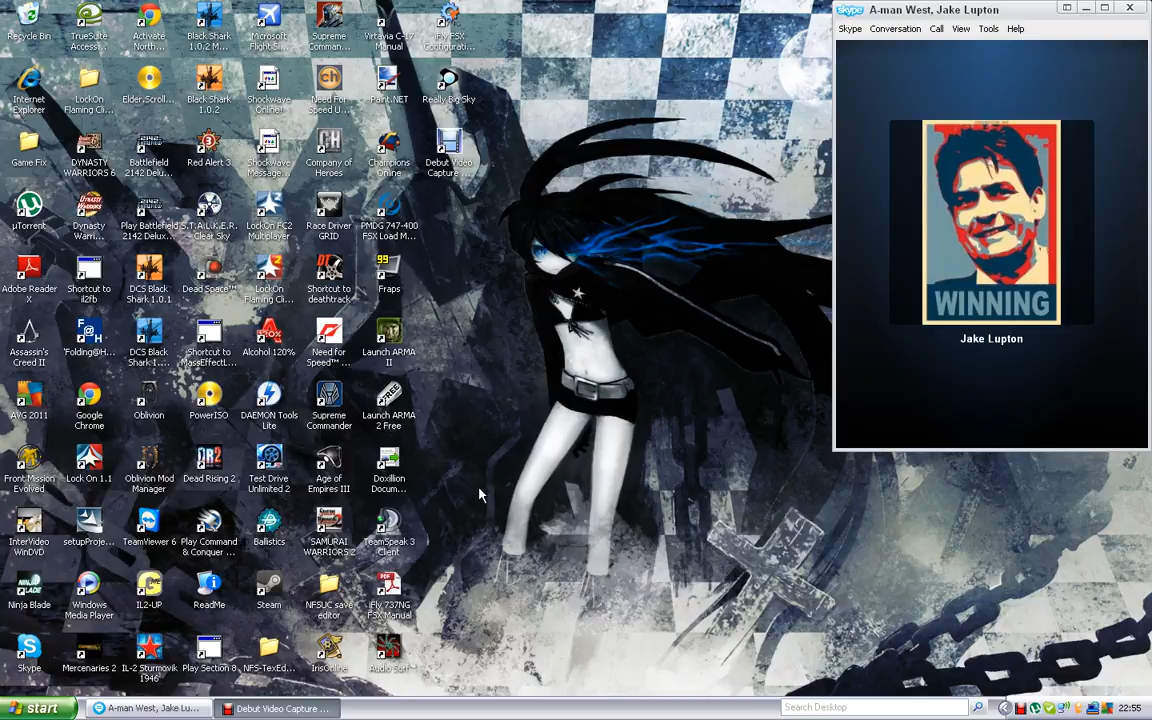 Recycle Bin
TrueSuite Access...
Activate North...
Black Shark 1.0.2 M...
Microsoft Flight Si...
Supreme Comman...
Virtavia C-17 Manual
iFly FSX Configurati...
Internet Explorer
LockOn Flaming Cli...
Elder.Scroll...
Black Shark 1.0.2
Shockwave Online!
Need For Speed U...
Paint.NET
Really Big Sky
Game Fix
DYNASTY WARRIORS 6
Battlefield 2142 Delu...
Red Alert 3
Shockwave Message...
Company of Heroes
Champions Online
Debut Video Capture ...
µTorrent
Dynasty Warri...
Play Battlefield 2142 Delux...
S.T.A.L.K.E.R. - Clear Sky
LockOn FC2 Multiplayer
Race Driver GRID
PMDG 747-400 FSX Load M...
Adobe Reader X
Shortcut to il2fb
DCS Black Shark 1.0.1
Dead Space™
LockOn Flaming Cli...
Shortcut to deathtrack
99
Fraps
Assassin's Creed II
'Folding@H...
DCS Black Shark 1....
Shortcut to MassEffectL...
Alcohol 120%
Need for Speed™ ...
Launch ARMA II
AVG 2011
Google Chrome
Oblivion
PowerISO
DAEMON Tools Lite
Supreme Commander
Launch ARMA 2 Free
Front Mission Evolved
Lock On 1.1
Oblivion Mod Manager
Dead Rising 2
Test Drive Unlimited 2
Age of Empires III
Doxillion Docum...
InterVideo WinDVD
setupProje...
TeamViewer 6
Play Command & Conquer ...
Ballistics
SAMURAI WARRIORS 2
TeamSpeak 3 Client
Ninja Blade
Windows Media Player
IL2-UP
ReadMe
Steam
NFSUC save editor
iFly 737NG FSX Manual
Skype
Mercenaries 2
IL-2 Sturmovik 1946
Play Section 8
NFS-TexEd...
IrisOnline
Audio Surf™
skype A-man West, Jake Lupton
Skype Conversation Call View Tools Help
WINNING
Jake Lupton
start
A-man West, Jake Lu...
Debut Video Capture ...
Search Desktop
22:55